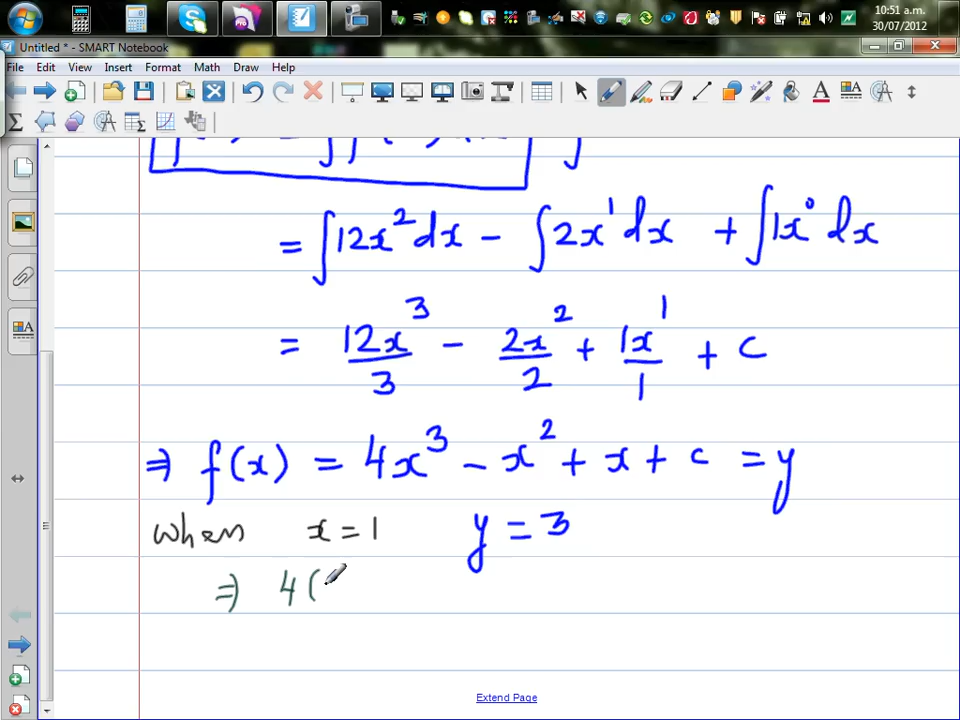 10:51 a.m.
30/07/2012
Untitled * - SMART Notebook
File Edit View Insert Format Math Draw Help
= ∫12x² dx - ∫2x¹ dx + ∫1x⁰ dx
= 12x³/3 - 2x²/2 + 1x¹/1 + c
⇒ f(x) = 4x³ - x² + x + c = y
when x = 1 y = 3
⇒ 4(
Extend Page